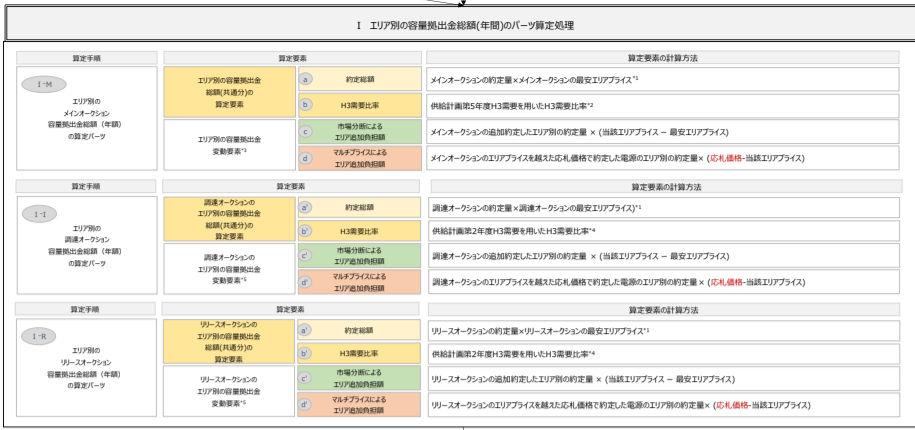 Ⅰ エリア別の容量拠出金総額(年間)のパーツ算定処理
算定手順
算定要素
算定要素の計算方法
Ⅰ-M
エリア別の
メインオークション
容量拠出金総額（年額）
の算定パーツ
エリア別の容量拠出金
総額(共通分)の
算定要素
a 約定総額
メインオークションの約定量×メインオークションの最安エリアプライス*1
b H3需要比率
供給計画第5年度H3需要を用いたH3需要比率*2
エリア別の容量拠出金
変動要素*3
c 市場分断による
エリア追加負担額
メインオークションの追加約定したエリア別の約定量 × (当該エリアプライス － 最安エリアプライス)
d マルチプライスによる
エリア追加負担額
メインオークションのエリアプライスを越えた応札価格で約定した電源のエリア別の約定量× (応札価格-当該エリアプライス)
算定手順
算定要素
算定要素の計算方法
Ⅰ-I
エリア別の
調達オークション
容量拠出金総額（年額）
の算定パーツ
調達オークションの
エリア別の容量拠出金
総額(共通分)の
算定要素
a' 約定総額
調達オークションの約定量×調達オークションの最安エリアプライス)*1
b' H3需要比率
供給計画第2年度H3需要を用いたH3需要比率*4
調達オークションの
エリア別の容量拠出金
変動要素*5
c' 市場分断による
エリア追加負担額
調達オークションの追加約定したエリア別の約定量 × (当該エリアプライス － 最安エリアプライス)
d' マルチプライスによる
エリア追加負担額
調達オークションのエリアプライスを越えた応札価格で約定した電源のエリア別の約定量× (応札価格-当該エリアプライス)
算定手順
算定要素
算定要素の計算方法
Ⅰ-R
エリア別の
リリースオークション
容量拠出金総額（年額）
の算定パーツ
リリースオークションの
エリア別の容量拠出金
総額(共通分)の
算定要素
a' 約定総額
リリースオークションの約定量×リリースオークションの最安エリアプライス*1
b' H3需要比率
供給計画第2年度H3需要を用いたH3需要比率*4
リリースオークションの
エリア別の容量拠出金
変動要素*5
c' 市場分断による
エリア追加負担額
リリースオークションの追加約定したエリア別の約定量 × (当該エリアプライス － 最安エリアプライス)
d' マルチプライスによる
エリア追加負担額
リリースオークションのエリアプライスを越えた応札価格で約定した電源のエリア別の約定量× (応札価格-当該エリアプライス)